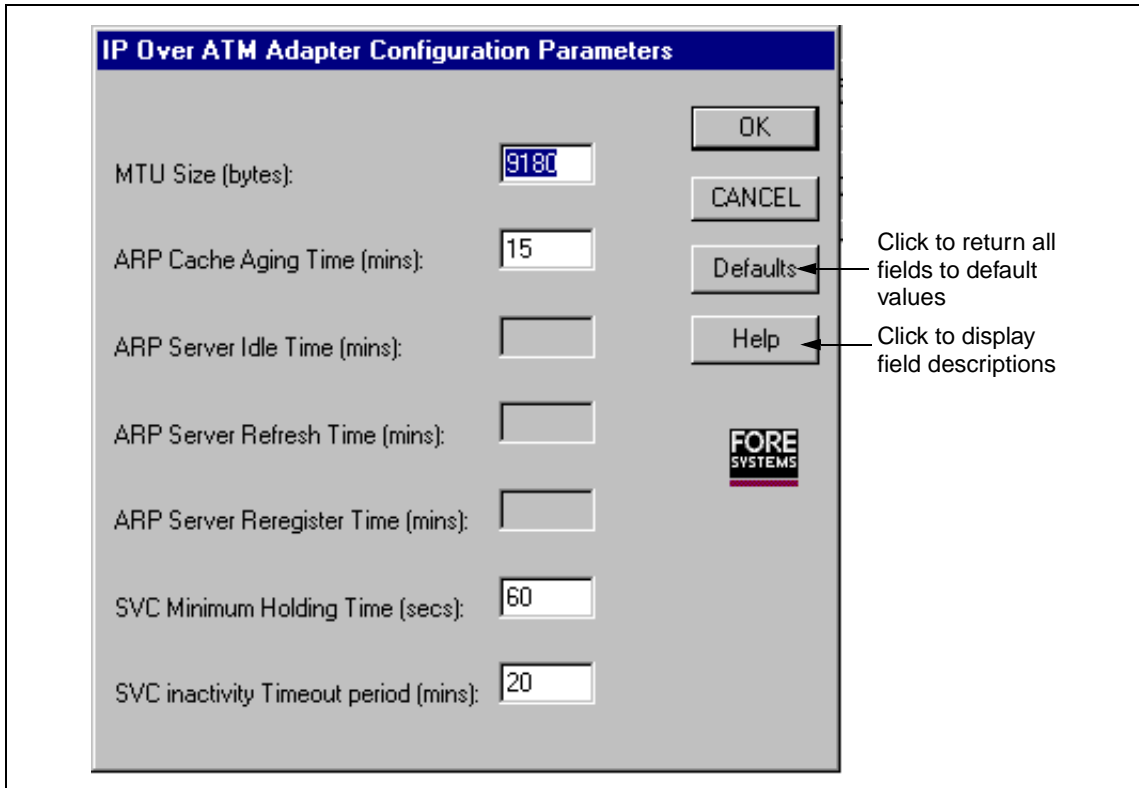 IP Over ATM Adapter Configuration Parameters
MTU Size (bytes):
9180
ARP Cache Aging Time (mins):
15
ARP Server Idle Time (mins):
ARP Server Refresh Time (mins):
ARP Server Reregister Time (mins):
SVC Minimum Holding Time (secs):
60
SVC inactivity Timeout period (mins):
20
OK
CANCEL
Defaults
Help
FORE
SYSTEMS
Click to return all
fields to default
values
Click to display
field descriptions